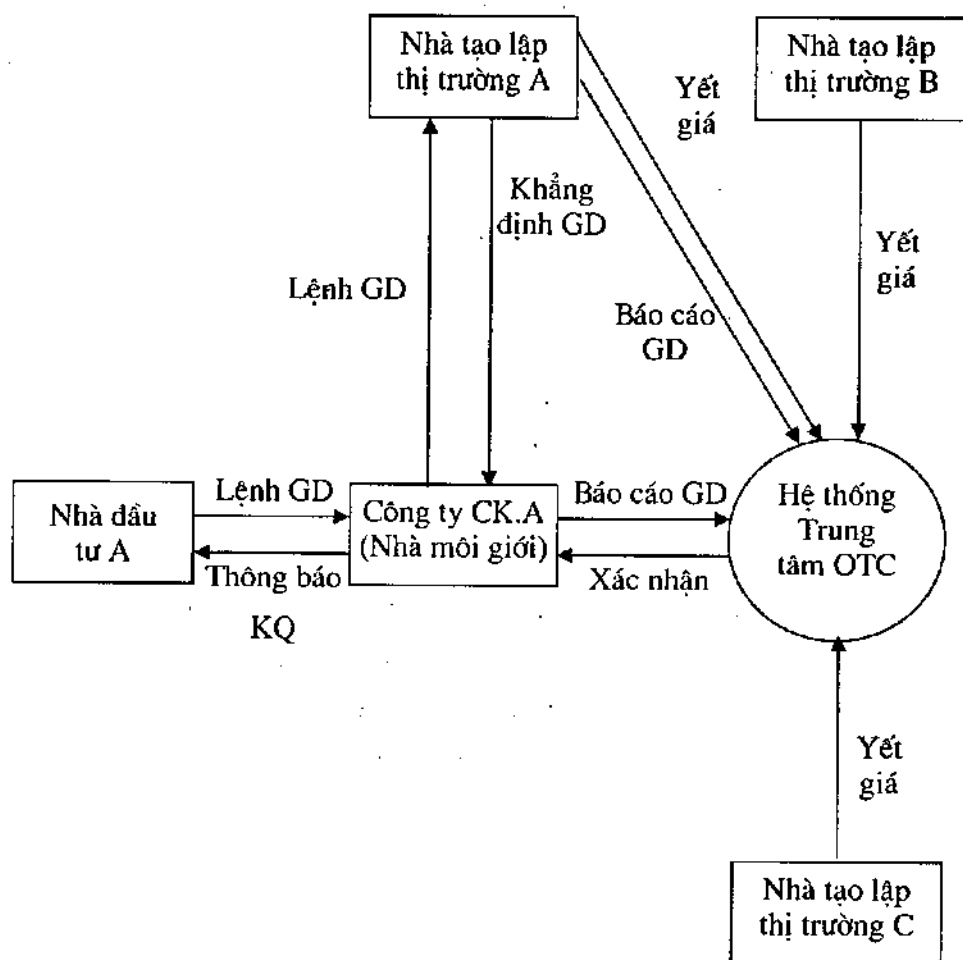 Nhà tạo lập
thị trường A
Nhà tạo lập
thị trường B
Yết
giá
Khẳng
định GD
Yết
giá
Lệnh GD
Báo cáo
GD
Lệnh GD
Nhà đầu
tư A
Công ty CK.A
(Nhà môi giới)
Báo cáo GD
Hệ thống
Trung
tâm OTC
Thông báo
KQ
Xác nhận
Yết
giá
Nhà tạo lập
thị trường C